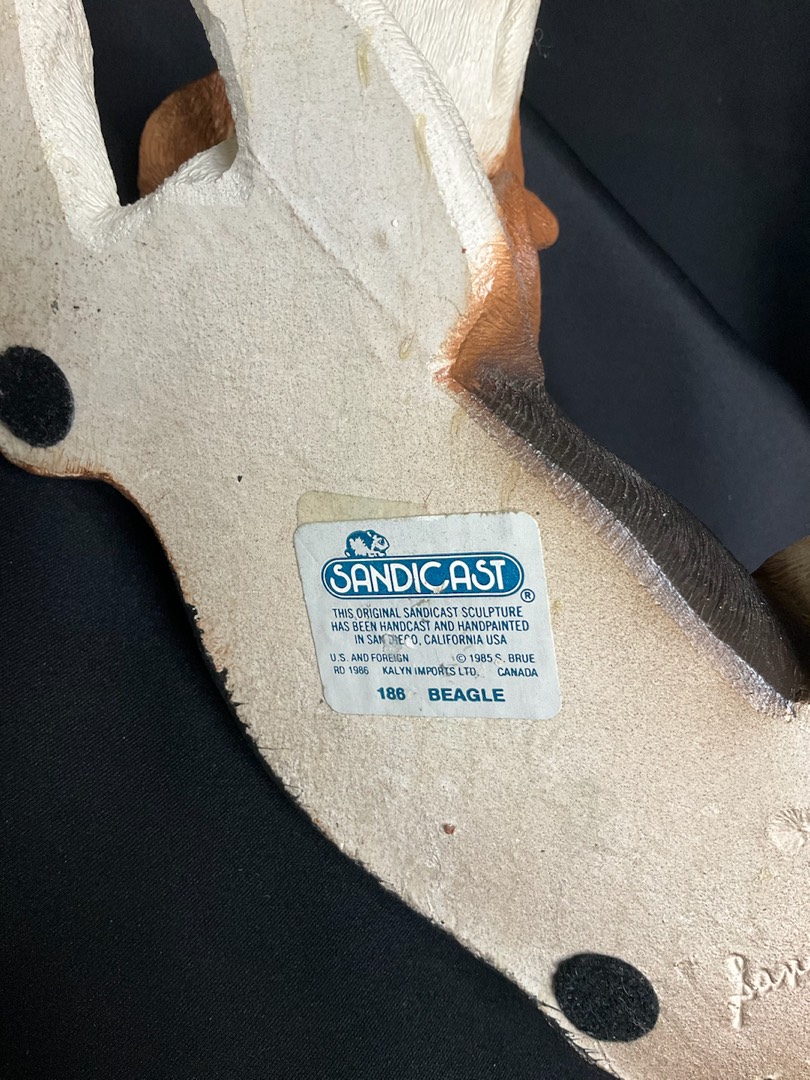 SANDICAST®
THIS ORIGINAL SANDICAST SCULPTURE
HAS BEEN HANDCAST AND HANDPAINTED
IN SAN DIEGO, CALIFORNIA USA
U.S. AND FOREIGN © 1985 S. BRUE
RD 1986 KALYN IMPORTS LTD. CANADA
186 BEAGLE
San